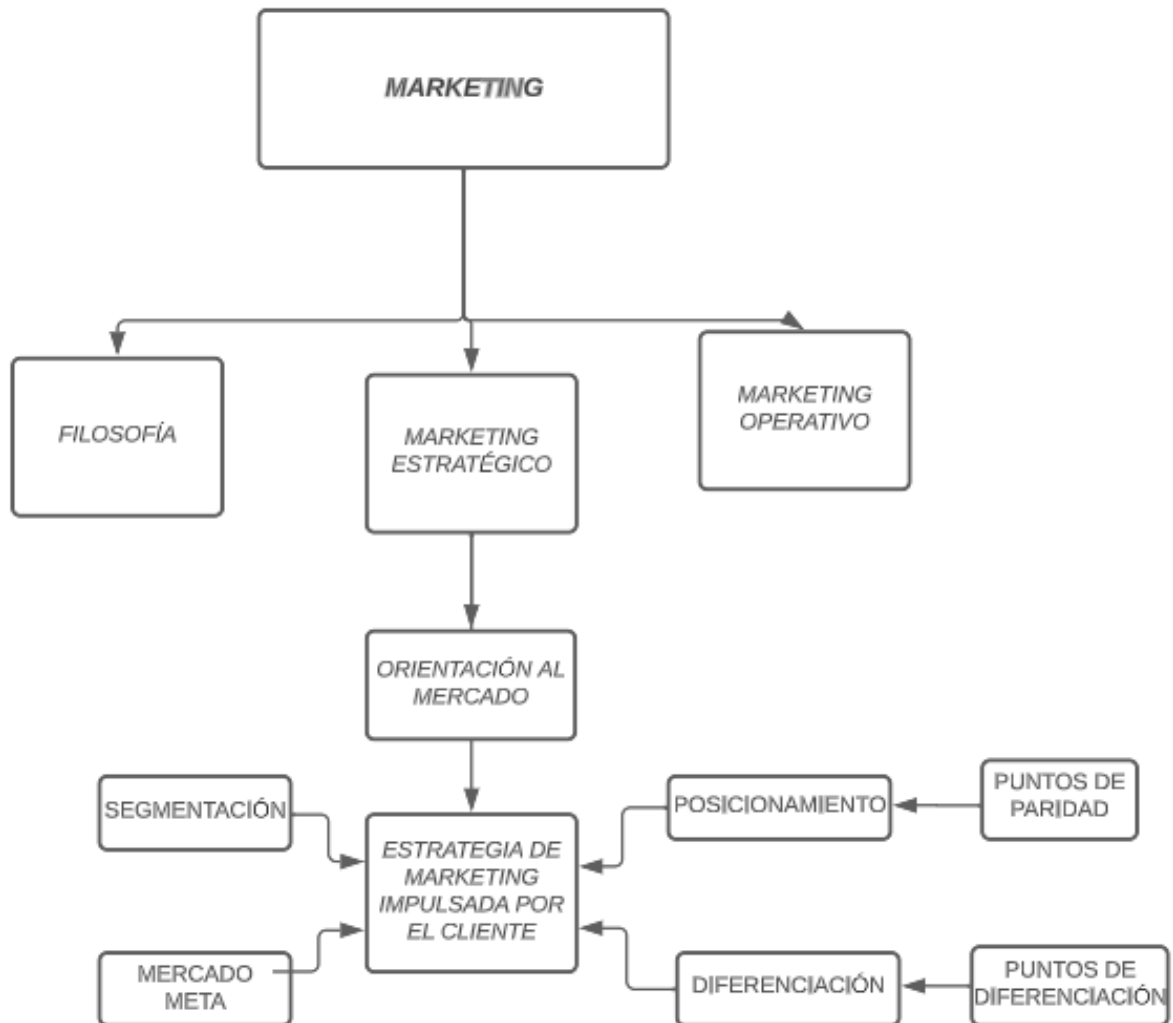 MARKETING
FILOSOFÍA
MARKETING
ESTRATÉGICO
MARKETING
OPERATIVO
ORIENTACIÓN AL
MERCADO
SEGMENTACIÓN
ESTRATEGIA DE
MARKETING
IMPULSADA POR
EL CLIENTE
POSICIONAMIENTO
PUNTOS DE
PARIDAD
MERCADO
META
DIFERENCIACIÓN
PUNTOS DE
DIFERENCIACIÓN